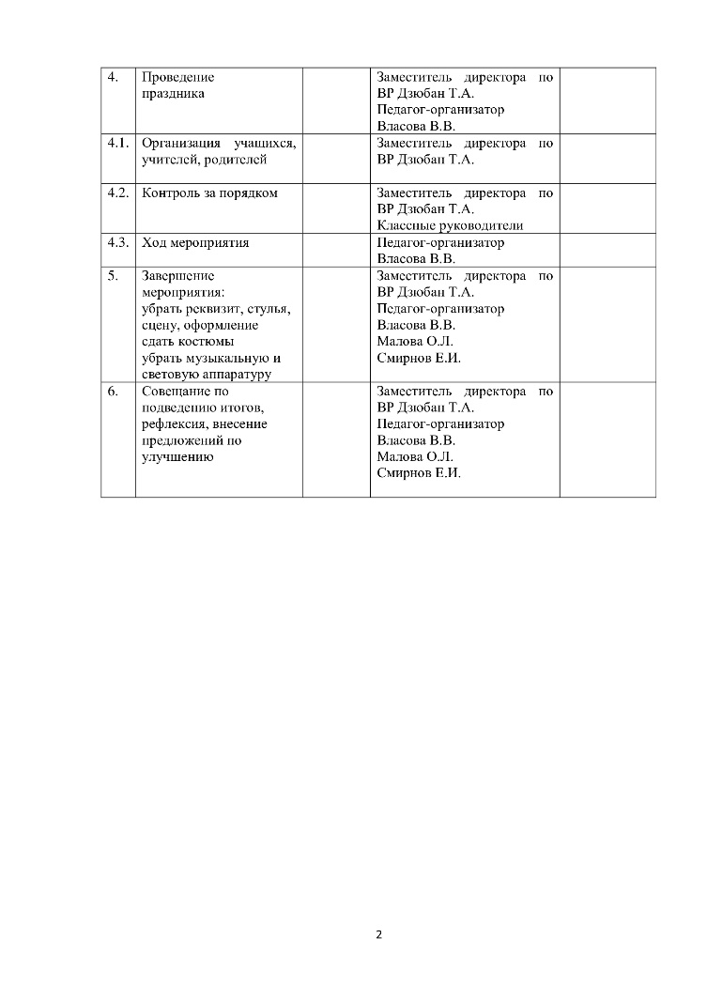 4. Проведение праздника Заместитель директора по
ВР Дзюбан Т.А.
Педагог-организатор
Власова В.В.
4.1. Организация учащихся,
учителей, родителей
Заместитель директора по
ВР Дзюбан Т.А.
4.2. Контроль за порядком
Заместитель директора по
ВР Дзюбан Т.А.
Классные руководители
4.3. Ход мероприятия
Педагог-организатор
Власова В.В.
5. Завершение
мероприятия:
убрать реквизит, стулья,
сцену, оформление
сдать костюмы
убрать музыкальную и
световую аппаратуру
Заместитель директора по
ВР Дзюбан Т.А.
Педагог-организатор
Власова В.В.
Малова О.Л.
Смирнов Е.И.
6. Совещание по
подведению итогов,
рефлексия, внесение
предложений по
улучшению
Заместитель директора по
ВР Дзюбан Т.А.
Педагог-организатор
Власова В.В.
Малова О.Л.
Смирнов Е.И.
2